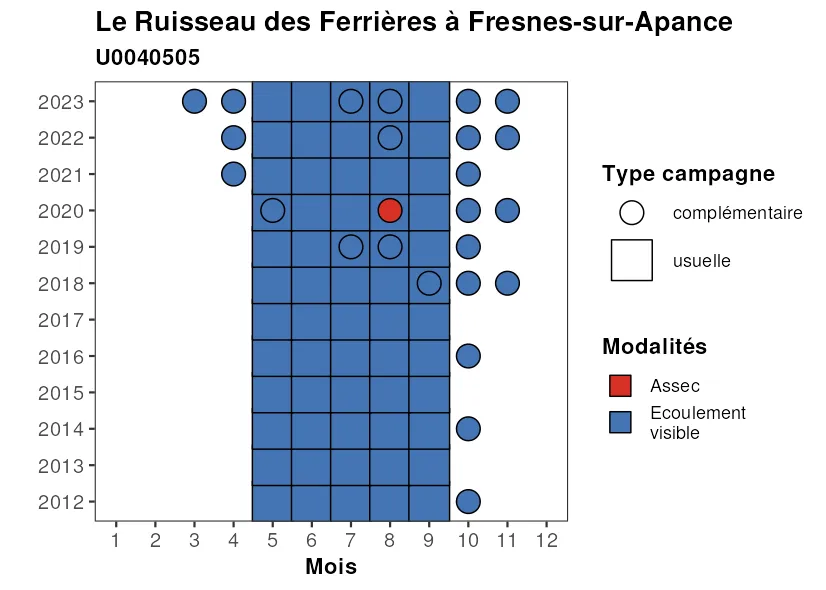 Le Ruisseau des Ferrières à Fresnes-sur-Apance
U0040505
2023
2022
2021
2020
2019
2018
2017
2016
2015
2014
2013
2012
1 2 3 4 5 6 7 8 9 10 11 12
Mois
Type campagne
complémentaire
usuelle
Modalités
Assec
Ecoulement
visible